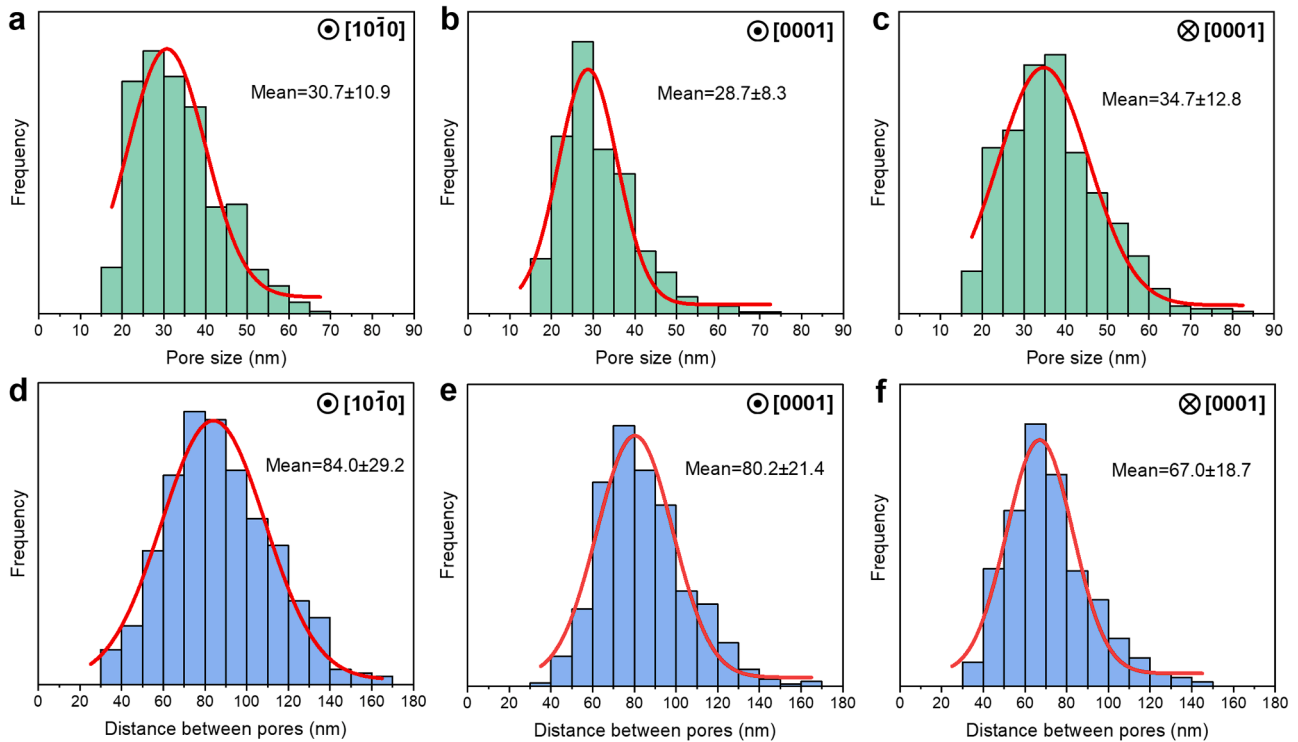 a
⊙ [101̄0]
Mean=30.7±10.9
Frequency
0 10 20 30 40 50 60 70 80 90
Pore size (nm)
b
⊙ [0001]
Mean=28.7±8.3
Frequency
0 10 20 30 40 50 60 70 80 90
Pore size (nm)
c
⊗ [0001]
Mean=34.7±12.8
Frequency
0 10 20 30 40 50 60 70 80 90
Pore size (nm)
d
⊙ [101̄0]
Mean=84.0±29.2
Frequency
0 20 40 60 80 100 120 140 160 180
Distance between pores (nm)
e
⊙ [0001]
Mean=80.2±21.4
Frequency
0 20 40 60 80 100 120 140 160 180
Distance between pores (nm)
f
⊗ [0001]
Mean=67.0±18.7
Frequency
0 20 40 60 80 100 120 140 160 180
Distance between pores (nm)